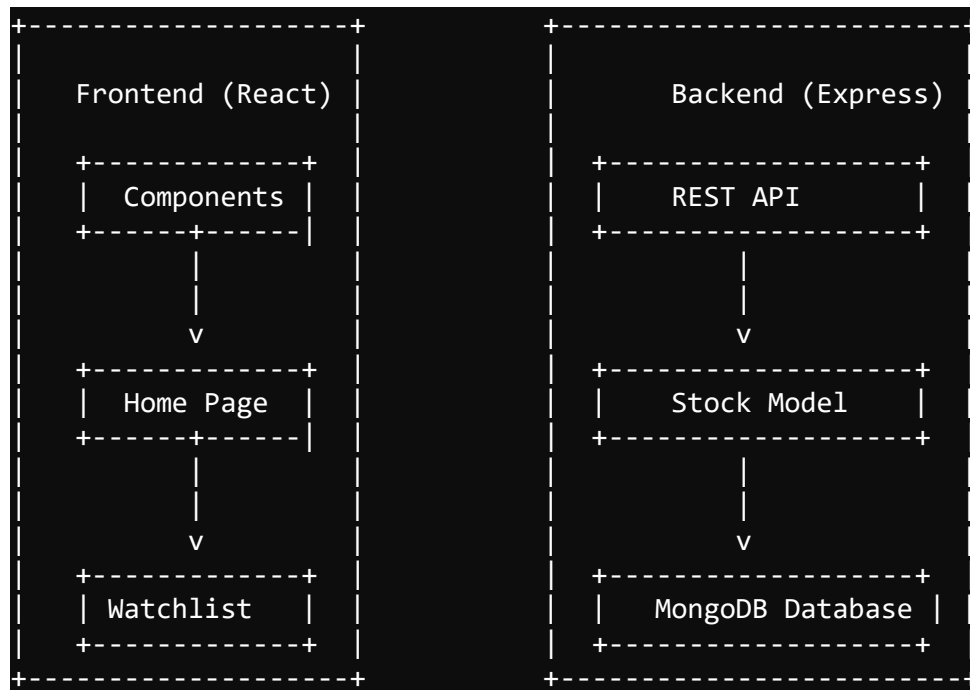 Frontend (React) Backend (Express)
Components REST API
Home Page Stock Model
v v
Watchlist MongoDB Database